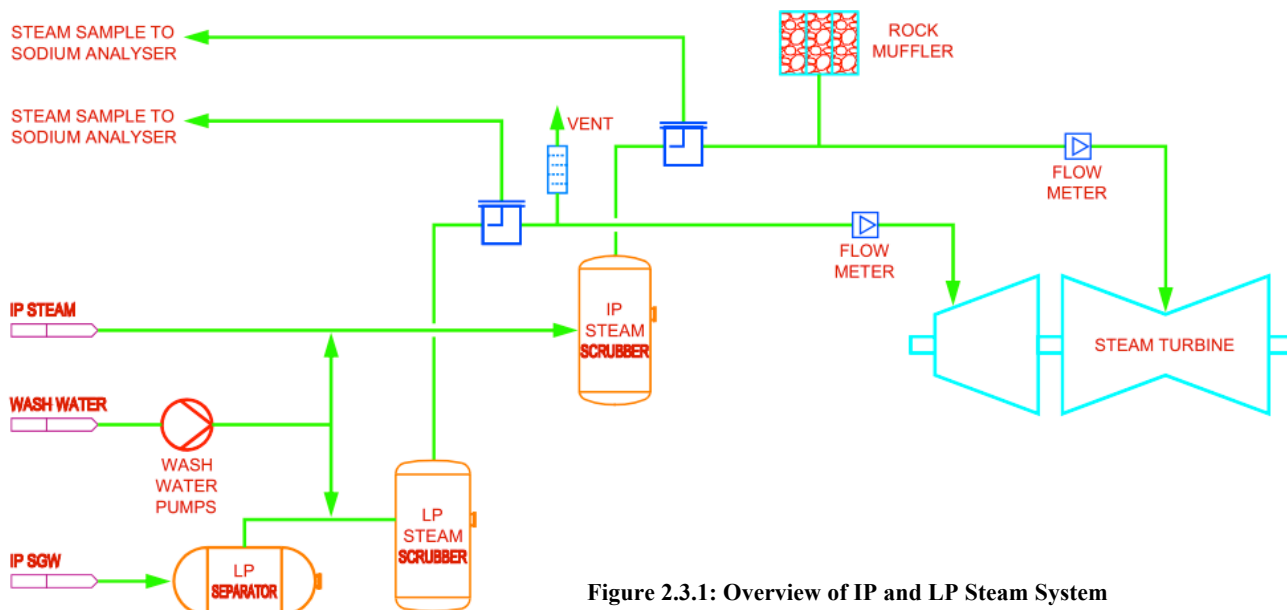 STEAM SAMPLE TO
SODIUM ANALYSER
ROCK
MUFFLER
STEAM SAMPLE TO
SODIUM ANALYSER
VENT
FLOW
METER
FLOW
METER
IP STEAM
IP
STEAM
SCRUBBER
STEAM TURBINE
WASH WATER
WASH
WATER
PUMPS
LP
STEAM
SCRUBBER
IP SGW
LP
SEPARATOR
Figure 2.3.1: Overview of IP and LP Steam System